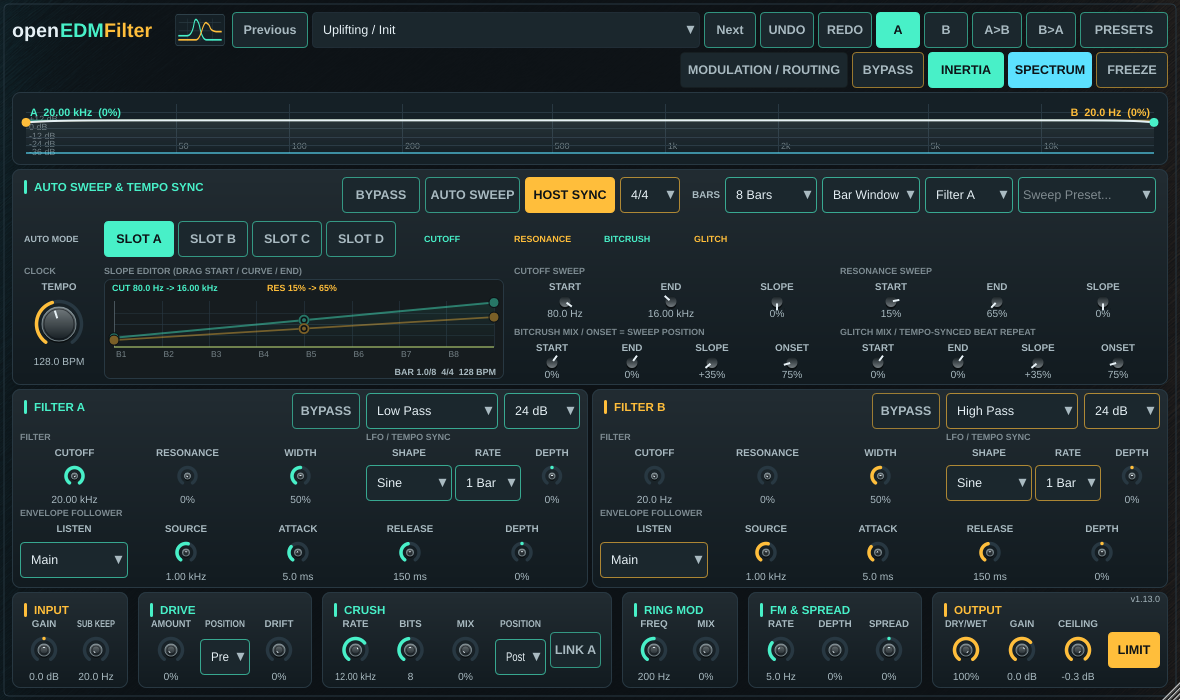 openEDMFilter Previous Uplifting / Init Next UNDO REDO A B A>B B>A PRESETS
MODULATION / ROUTING BYPASS INERTIA SPECTRUM FREEZE
A 20.00 kHz (0%) B 20.0 Hz (0%)
0 dB
-12 dB
-24 dB
-36 dB
50 100 200 500 1k 2k 5k 10k
AUTO SWEEP & TEMPO SYNC BYPASS AUTO SWEEP HOST SYNC 4/4 BARS 8 Bars Bar Window Filter A Sweep Preset...
AUTO MODE SLOT A SLOT B SLOT C SLOT D CUTOFF RESONANCE BITCRUSH GLITCH
CLOCK SLOPE EDITOR (DRAG START / CURVE / END) CUTOFF SWEEP RESONANCE SWEEP
TEMPO CUT 80.0 Hz -> 16.00 kHz RES 15% -> 65% START END SLOPE START END SLOPE
80.0 Hz 16.00 kHz 0% 15% 65% 0%
BITCRUSH MIX / ONSET = SWEEP POSITION GLITCH MIX / TEMPO-SYNCED BEAT REPEAT
START END SLOPE ONSET START END SLOPE ONSET
B1 B2 B3 B4 B5 B6 B7 B8
128.0 BPM
BAR 1.0/8 4/4 128 BPM 0% 0% +35% 75% 0% 0% +35% 75%
FILTER A BYPASS Low Pass 24 dB
FILTER LFO / TEMPO SYNC
CUTOFF RESONANCE WIDTH SHAPE RATE DEPTH
Sine 1 Bar
20.00 kHz 0% 50% 0%
ENVELOPE FOLLOWER
LISTEN SOURCE ATTACK RELEASE DEPTH
Main
1.00 kHz 5.0 ms 150 ms 0%
FILTER B BYPASS High Pass 24 dB
FILTER LFO / TEMPO SYNC
CUTOFF RESONANCE WIDTH SHAPE RATE DEPTH
Sine 1 Bar
20.0 Hz 0% 50% 0%
ENVELOPE FOLLOWER
LISTEN SOURCE ATTACK RELEASE DEPTH
Main
1.00 kHz 5.0 ms 150 ms 0%
INPUT
GAIN SUB KEEP
0.0 dB 20.0 Hz
DRIVE
AMOUNT POSITION DRIFT
Pre
0% 0%
CRUSH
RATE BITS MIX POSITION
Post LINK A
12.00 kHz 8 0%
RING MOD
FREQ MIX
200 Hz 0%
FM & SPREAD
RATE DEPTH SPREAD
5.0 Hz 0% 0%
v1.13.0
OUTPUT
DRY/WET GAIN CEILING
LIMIT
100% 0.0 dB -0.3 dB